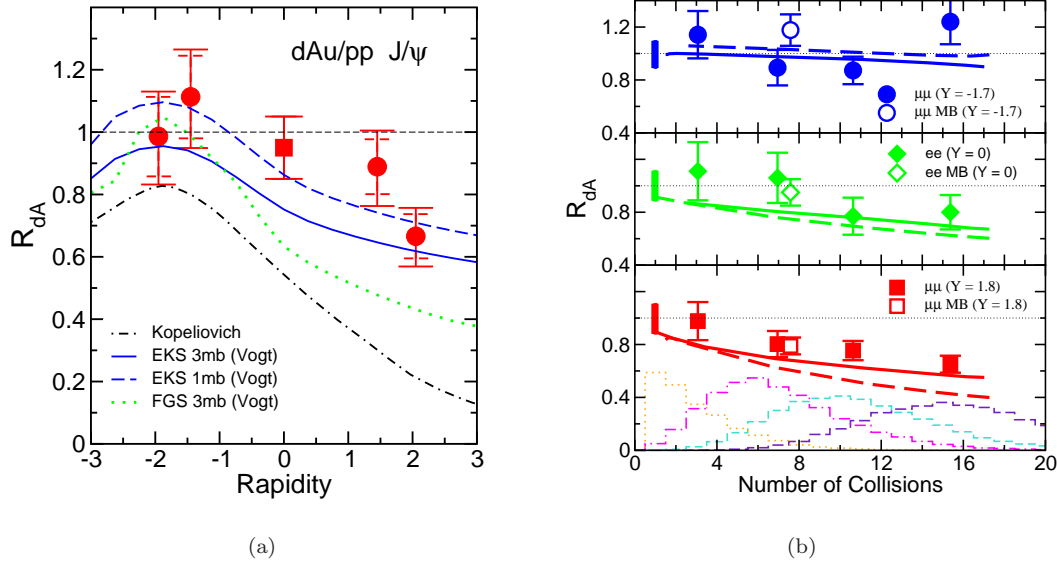 dAu/pp J/ψ
R_dA
1.2
1
0.8
0.6
0.4
0.2
0
Kopeliovich
EKS 3mb (Vogt)
EKS 1mb (Vogt)
FGS 3mb (Vogt)
-3 -2 -1 0 1 2 3
Rapidity
(a)
1.2
1.0
0.8
μμ (Y = -1.7)
μμ MB (Y = -1.7)
0.4
ee (Y = 0)
ee MB (Y = 0)
R_dA
0.8
1.2
0.4
μμ (Y = 1.8)
μμ MB (Y = 1.8)
0.8
0.4
0
0 4 8 12 16 20
Number of Collisions
(b)